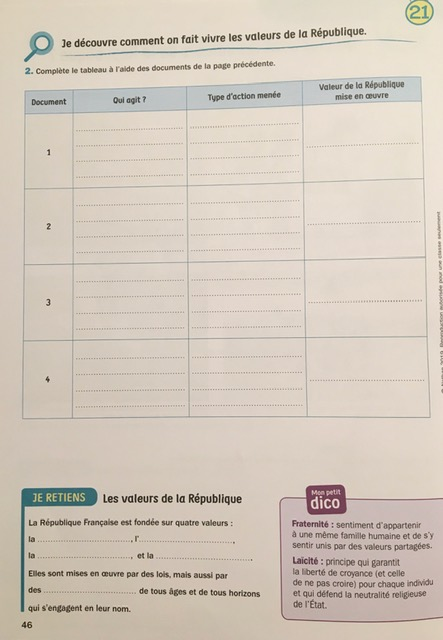 21
Je découvre comment on fait vivre les valeurs de la République.
2. Complète le tableau à l'aide des documents de la page précédente.
Document
Qui agit ?
Type d'action menée
Valeur de la République
mise en œuvre
1
2
3
4
JE RETIENS
Les valeurs de la République
La République Française est fondée sur quatre valeurs :
la ............................, l' ............................,
la ............................, et la ............................
Elles sont mises en œuvre par des lois, mais aussi par
des ............................ de tous âges et de tous horizons
qui s'engagent en leur nom.
Mon petit
dico
Fraternité : sentiment d'appartenir
à une même famille humaine et de s'y
sentir unis par des valeurs partagées.
Laïcité : principe qui garantit
la liberté de croyance (et celle
de ne pas croire) pour chaque individu
et qui défend la neutralité religieuse
de l'État.
46
2019. Reproduction autorisée pour une classe seulement